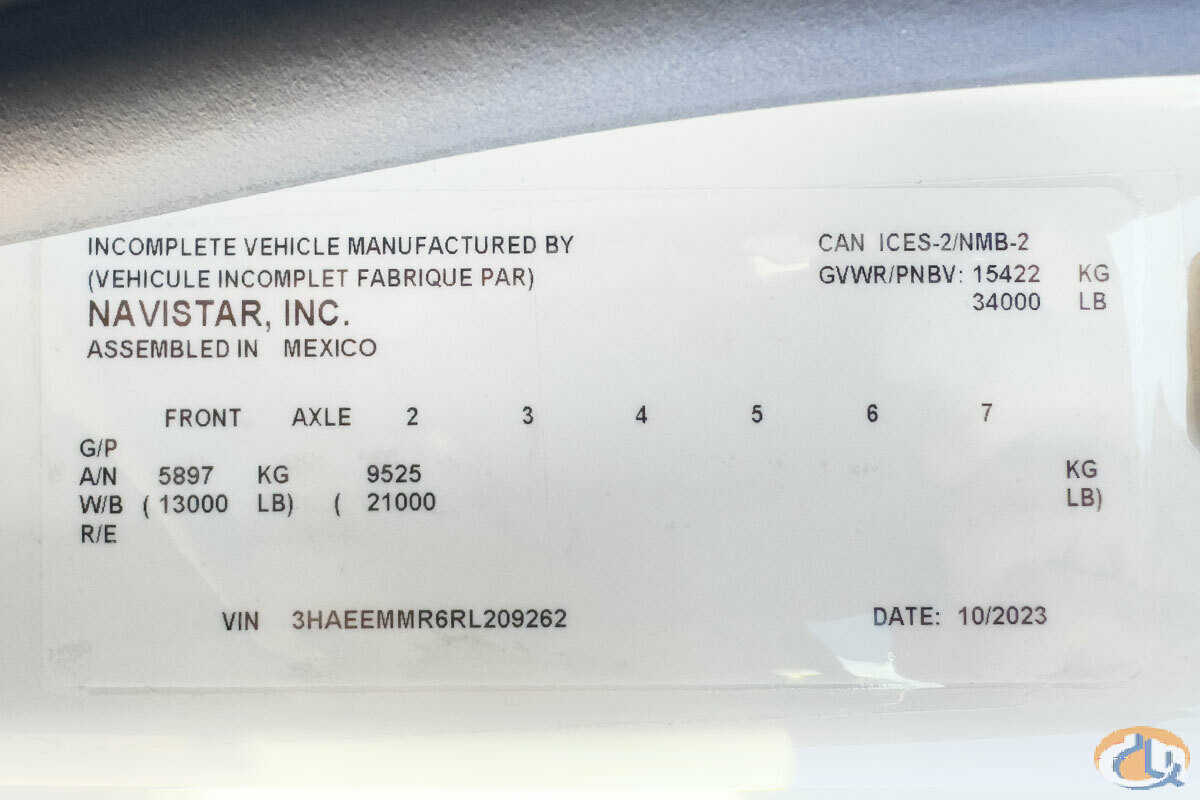 INCOMPLETE VEHICLE MANUFACTURED BY
(VEHICULE INCOMPLET FABRIQUE PAR)
NAVISTAR, INC.
ASSEMBLED IN MEXICO
CAN ICES-2/NMB-2
GVWR/PNBV: 15422 KG
34000 LB
FRONT AXLE 2 3 4 5 6 7
G/P
A/N 5897 KG 9525 KG
W/B ( 13000 LB) ( 21000 LB)
R/E
VIN 3HAEEMMR6RL209262 DATE: 10/2023